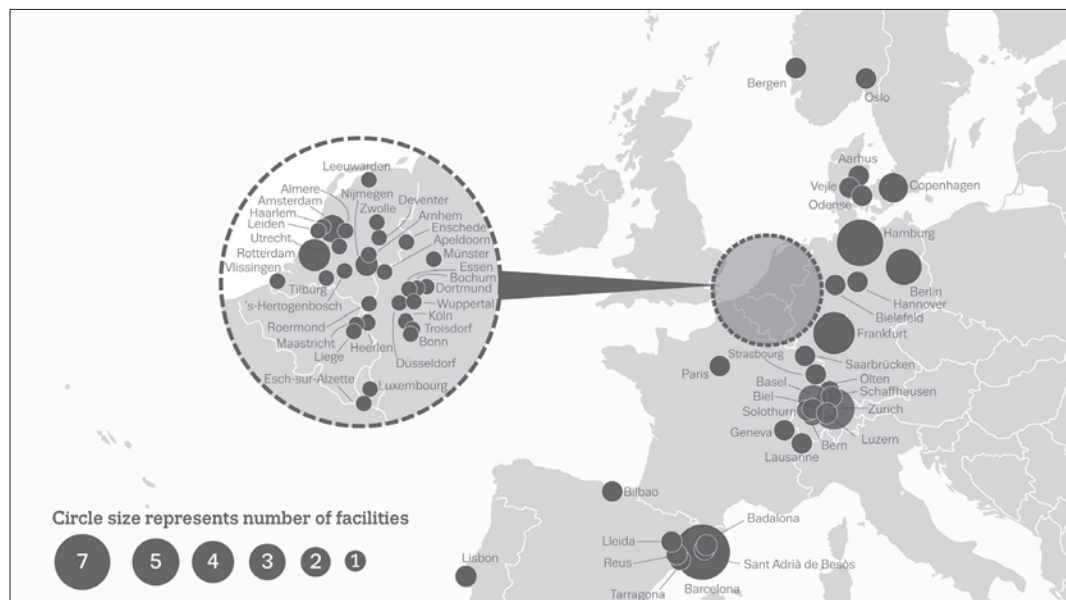 Bergen
Oslo
Aarhus
Vejle
Copenhagen
Odense
Hamburg
Berlin
Hannover
Bielefeld
Frankfurt
Strasbourg
Saarbrücken
Paris
Basel
Olten
Schaffhausen
Biel
Zurich
Solothurn
Geneva
Bern
Luzern
Lausanne
Bilbao
Lleida
Badalona
Reus
Sant Adrià de Besòs
Tarragona
Barcelona
Lisbon
Leeuwarden
Almere
Nijmegen
Deventer
Amsterdam
Zwolle
Haarlem
Arnhem
Leiden
Enschede
Utrecht
Apeldoorn
Rotterdam
Münster
Vlissingen
Essen
Bochum
Tilburg
Dortmund
's-Hertogenbosch
Wuppertal
Köln
Roermond
Troisdorf
Maastricht
Bonn
Liege
Heerlen
Düsseldorf
Esch-sur-Alzette
Luxembourg
Circle size represents number of facilities
7 5 4 3 2 1